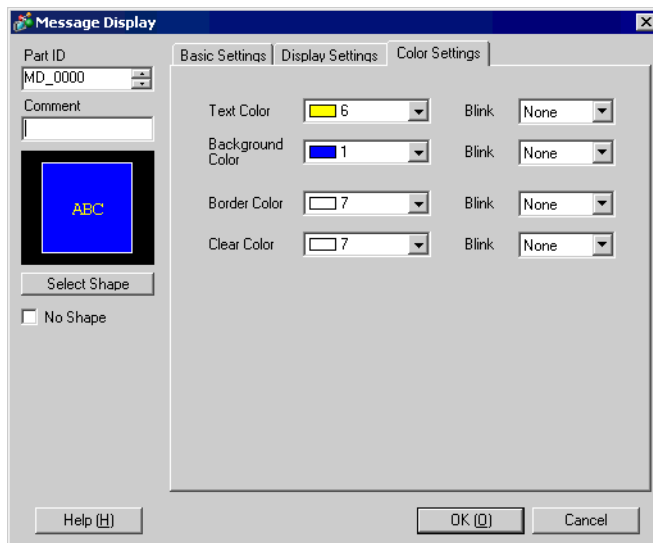 Message Display
Part ID
MD_0000
Comment
ABC
Select Shape
No Shape
Basic Settings Display Settings Color Settings
Text Color 6 Blink None
Background Color 1 Blink None
Border Color 7 Blink None
Clear Color 7 Blink None
Help (H) OK (O) Cancel